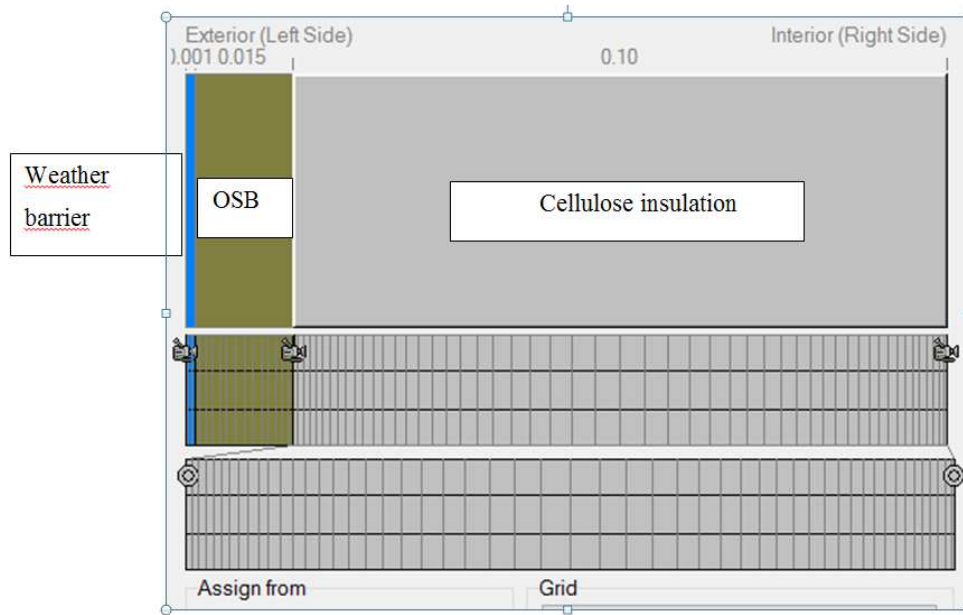 Exterior (Left Side) Interior (Right Side)
0.001 0.015 0.10
Weather
barrier
OSB
Cellulose insulation
Assign from Grid